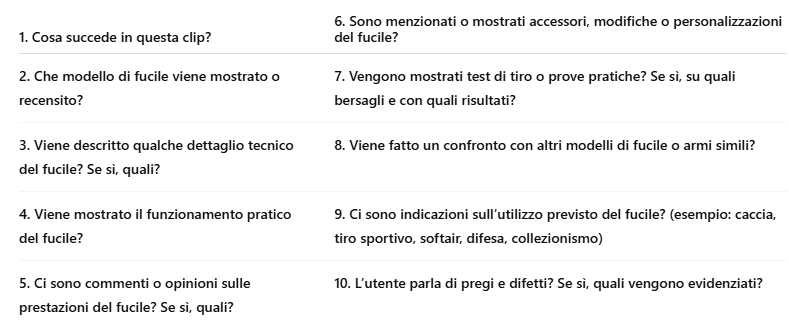 1. Cosa succede in questa clip?
6. Sono menzionati o mostrati accessori, modifiche o personalizzazioni
del fucile?
2. Che modello di fucile viene mostrato o
recensito?
7. Vengono mostrati test di tiro o prove pratiche? Se sì, su quali
bersagli e con quali risultati?
3. Viene descritto qualche dettaglio tecnico
del fucile? Se sì, quali?
8. Viene fatto un confronto con altri modelli di fucile o armi simili?
4. Viene mostrato il funzionamento pratico
del fucile?
9. Ci sono indicazioni sull’utilizzo previsto del fucile? (esempio: caccia,
tiro sportivo, softair, difesa, collezionismo)
5. Ci sono commenti o opinioni sulle
prestazioni del fucile? Se sì, quali?
10. L’utente parla di pregi e difetti? Se sì, quali vengono evidenziati?